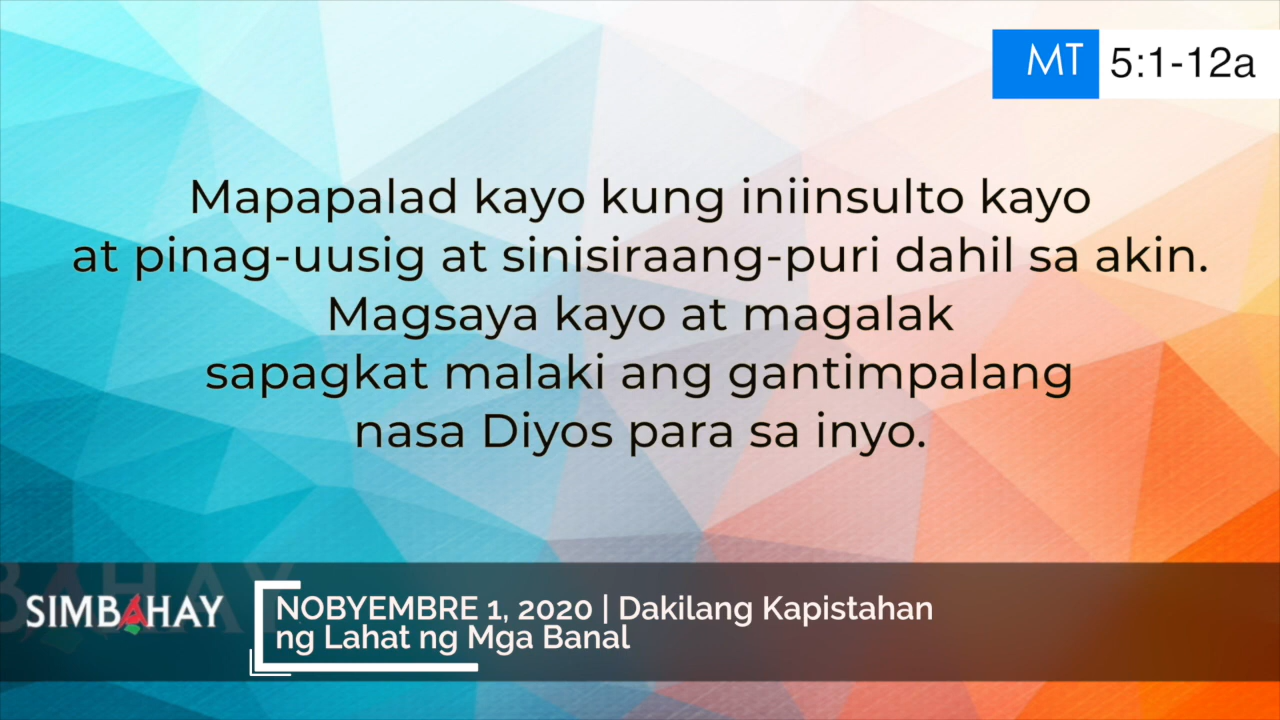 MT 5:1-12a
Mapapalad kayo kung iniinsulto kayo
at pinag-uusig at sinisiraang-puri dahil sa akin.
Magsaya kayo at magalak
sapagkat malaki ang gantimpalang
nasa Diyos para sa inyo.
SIMBAHAY
NOBYEMBRE 1, 2020 | Dakilang Kapistahan
ng Lahat ng Mga Banal